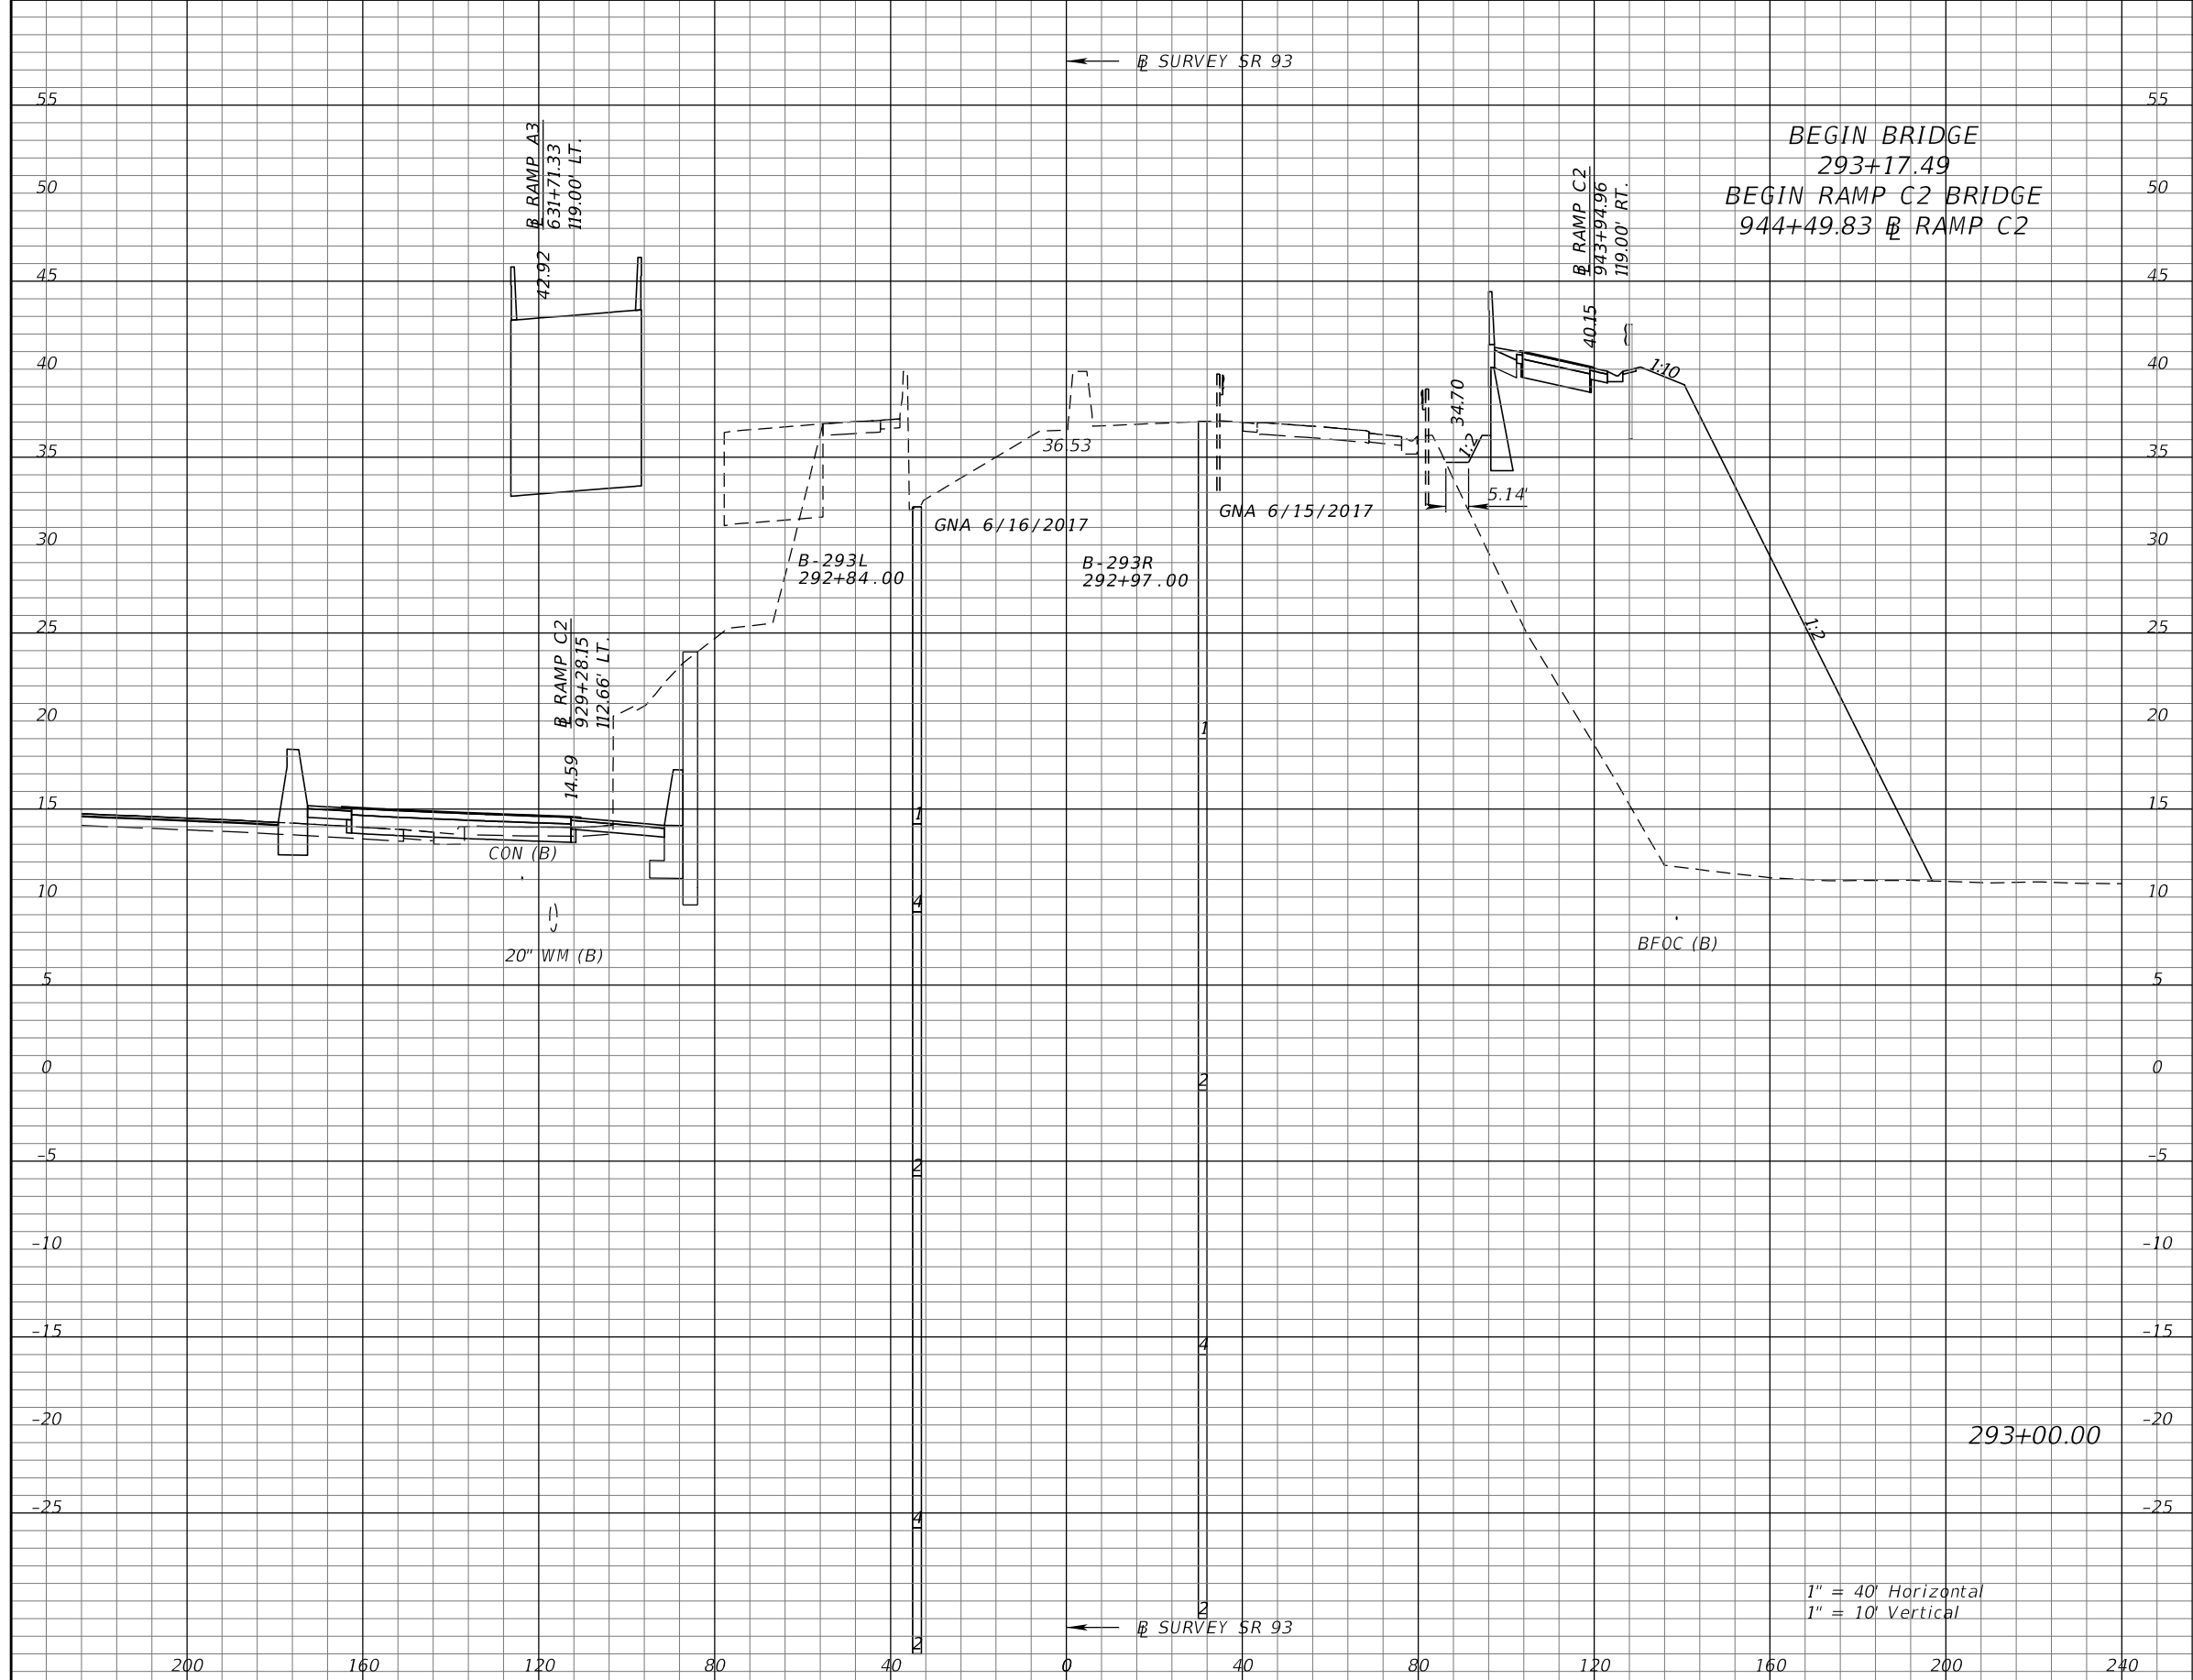 BL SURVEY SR 93
55
55
BEGIN BRIDGE
293+17.49
BEGIN RAMP C2 BRIDGE
944+49.83 BL RAMP C2
BL RAMP A3
631+71.33
119.00' LT.
42.92
BL RAMP C2
943+94.96
119.00' RT.
40.15
50
50
45
45
40
40
1:10
34.70
1:2
36.53
35
35
5.14'
GNA 6/16/2017
GNA 6/15/2017
30
30
B-293L
292+84.00
B-293R
292+97.00
1:2
25
25
BL RAMP C2
929+28.15
112.66' LT.
14.59
20
20
1
15
15
1
CON (B)
10
10
4
20" WM (B)
BFOC (B)
5
5
0
0
2
-5
-5
2
-10
-10
-15
-15
4
-20
-20
293+00.00
-25
-25
4
1" = 40' Horizontal
1" = 10' Vertical
2
BL SURVEY SR 93
2
200 160 120 80 40 0 40 80 120 160 200 240